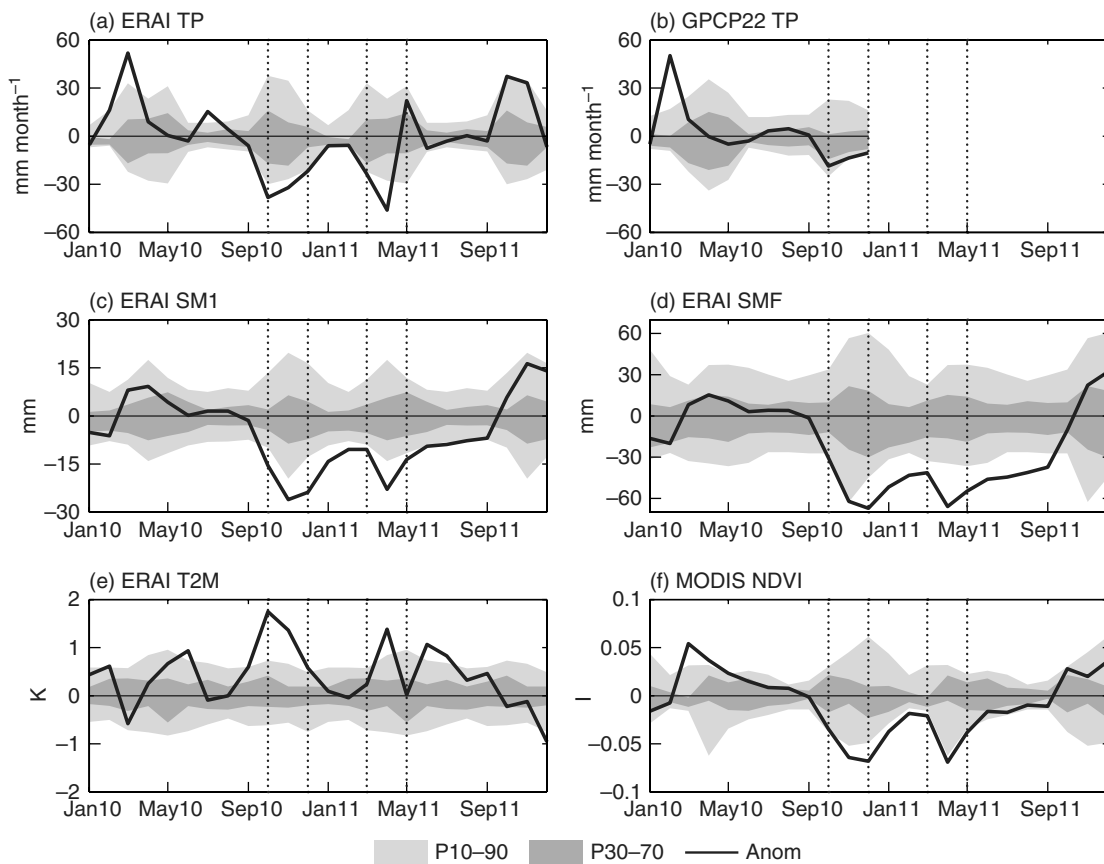 (a) ERAI TP
60
30
0
−30
−60
mm month⁻¹
Jan10 May10 Sep10 Jan11 May11 Sep11
(b) GPCP22 TP
60
30
0
−30
−60
mm month⁻¹
Jan10 May10 Sep10 Jan11 May11 Sep11
(c) ERAI SM1
30
15
0
−15
−30
mm
Jan10 May10 Sep10 Jan11 May11 Sep11
(d) ERAI SMF
60
30
0
−30
−60
mm
Jan10 May10 Sep10 Jan11 May11 Sep11
(e) ERAI T2M
2
1
0
−1
−2
K
Jan10 May10 Sep10 Jan11 May11 Sep11
(f) MODIS NDVI
0.1
0.05
0
−0.05
−0.1
I
Jan10 May10 Sep10 Jan11 May11 Sep11
P10–90 P30–70 Anom